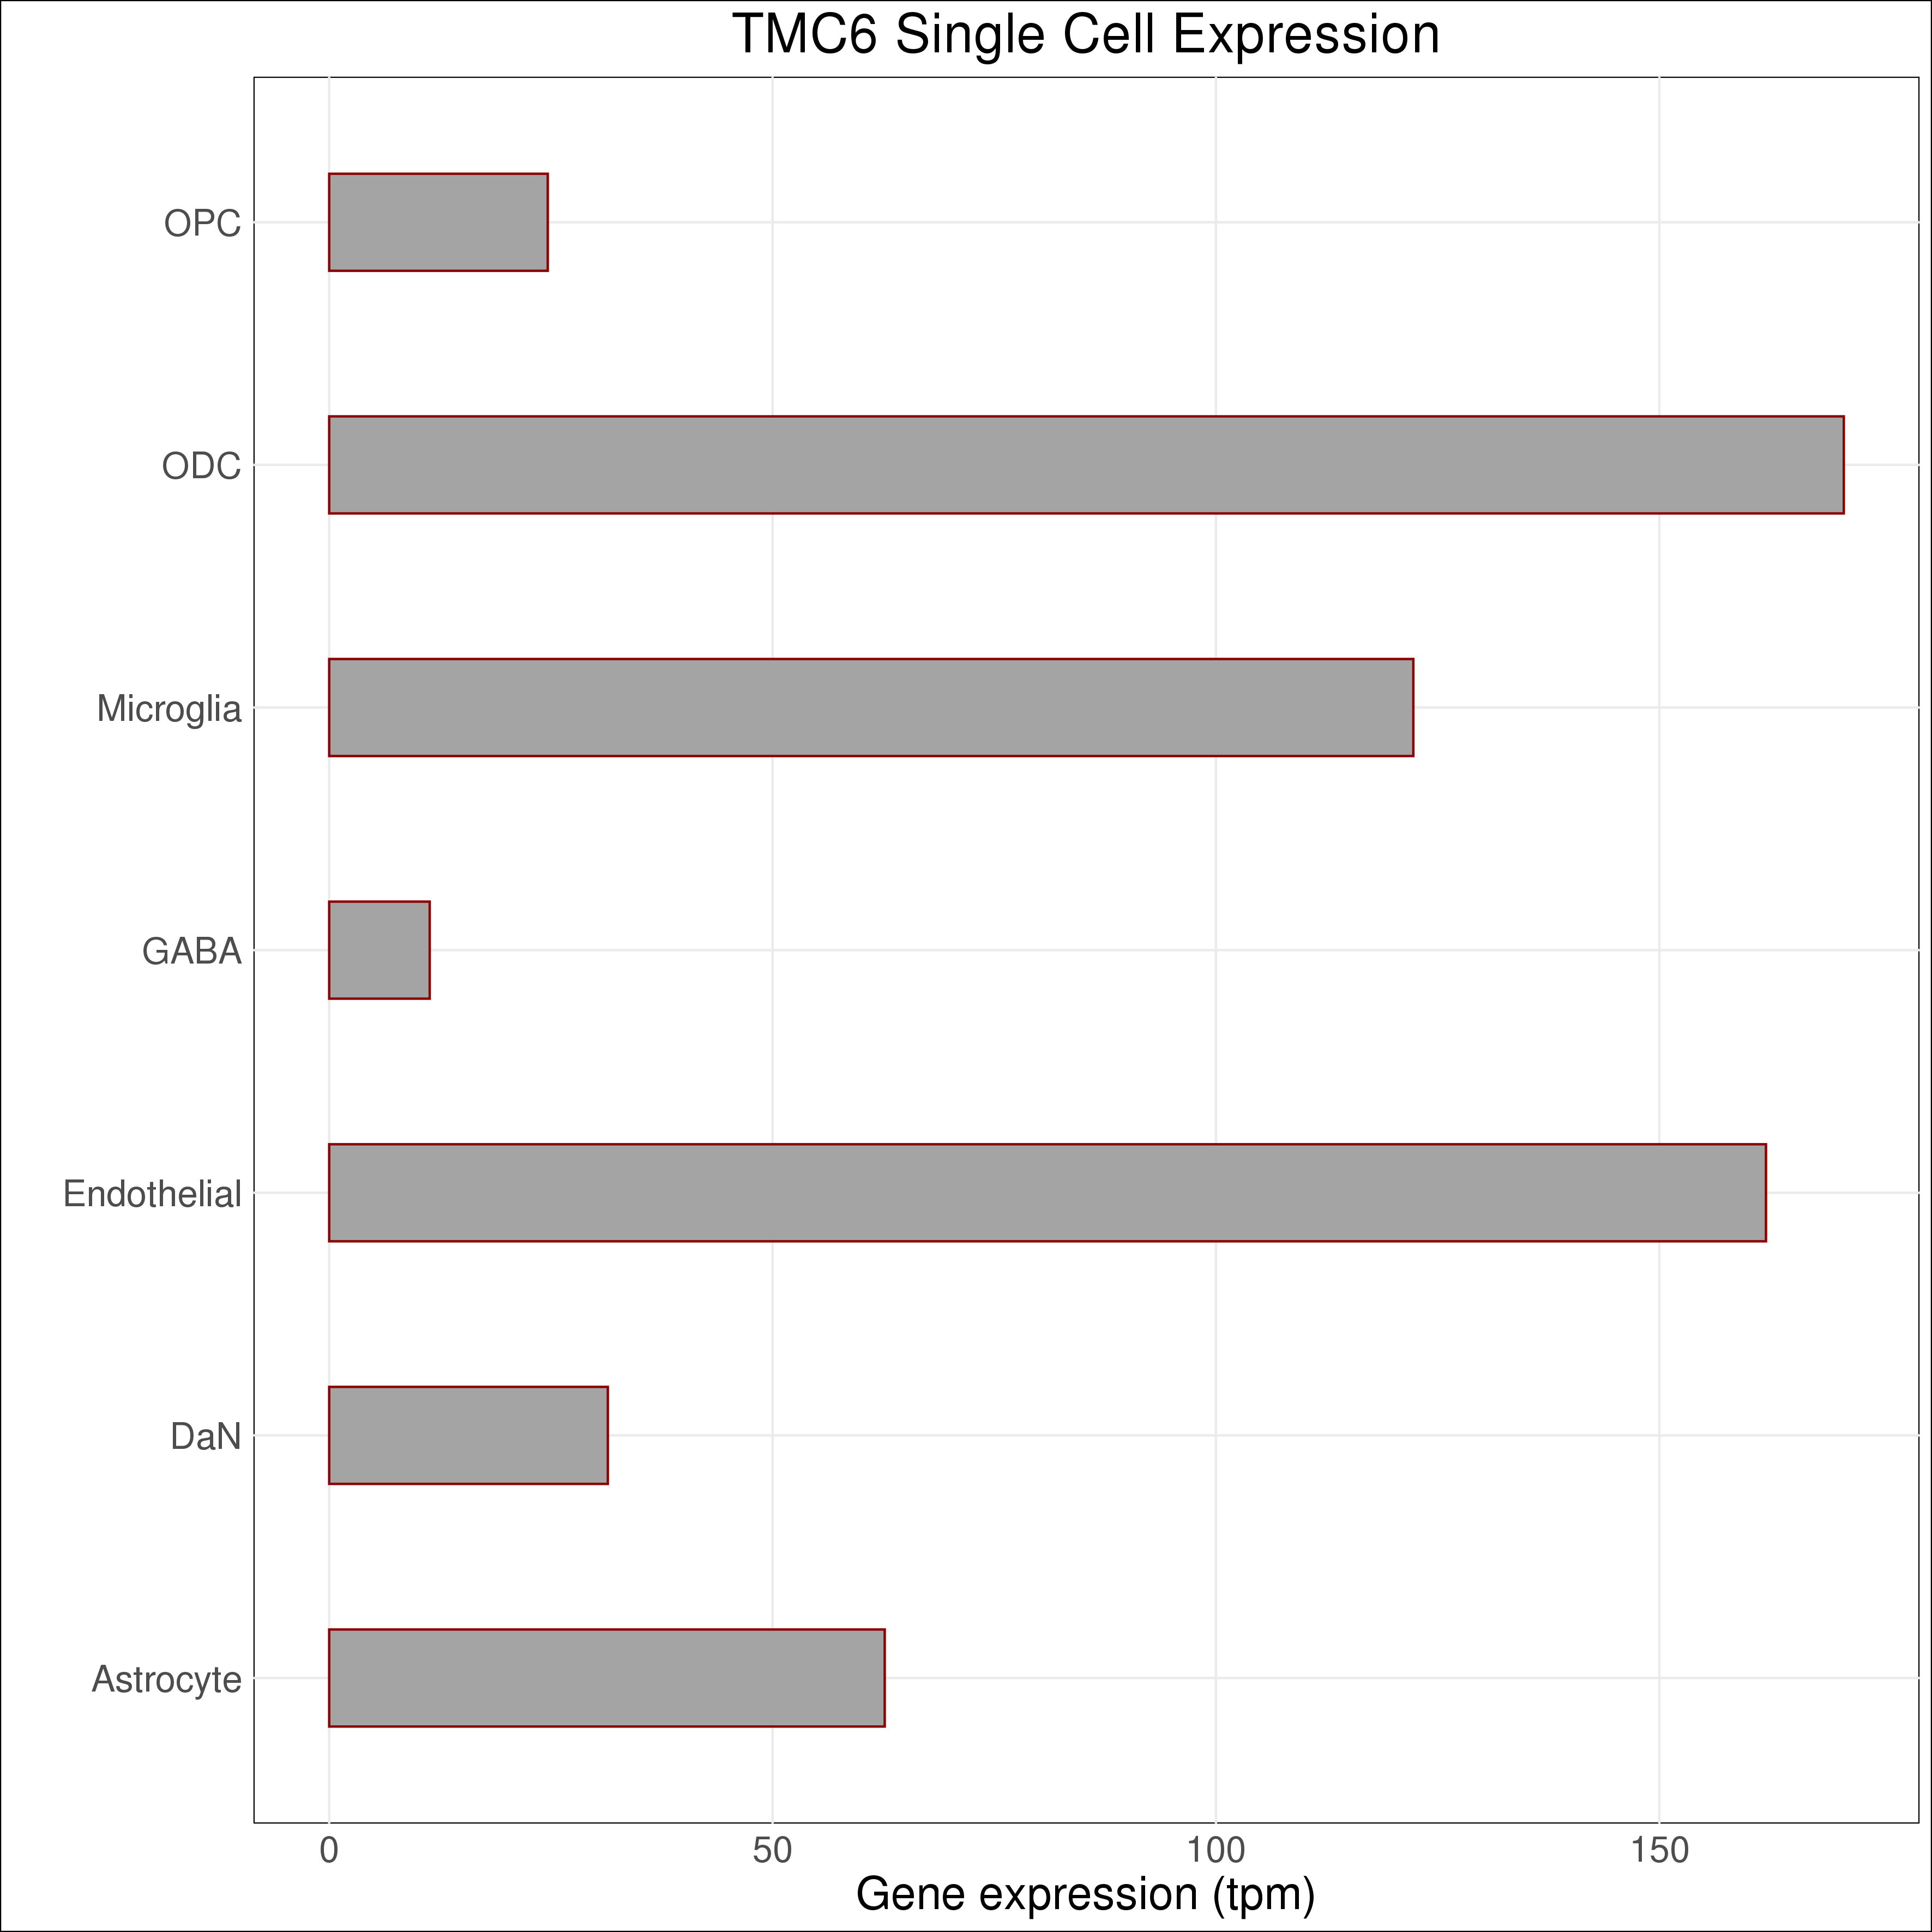 TMC6 Single Cell Expression
OPC
ODC
Microglia
GABA
Endothelial
DaN
Astrocyte
0 50 100 150
Gene expression (tpm)